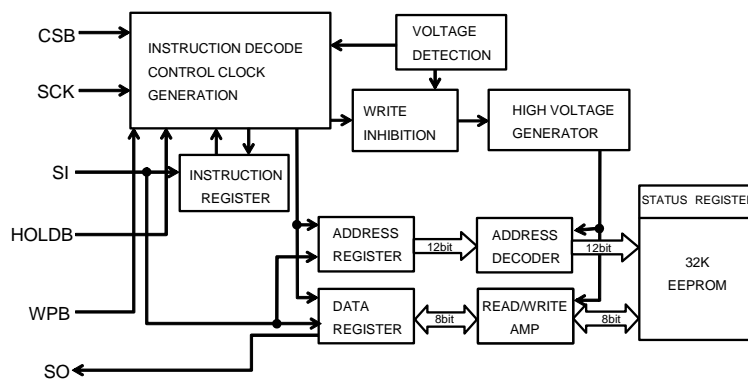 CSB
SCK
SI
HOLDB
WPB
SO
INSTRUCTION DECODE
CONTROL CLOCK
GENERATION
VOLTAGE
DETECTION
WRITE
INHIBITION
HIGH VOLTAGE
GENERATOR
INSTRUCTION
REGISTER
ADDRESS
REGISTER
12bit
ADDRESS
DECODER
12bit
DATA
REGISTER
8bit
READ/WRITE
AMP
8bit
STATUS REGISTER
32K
EEPROM